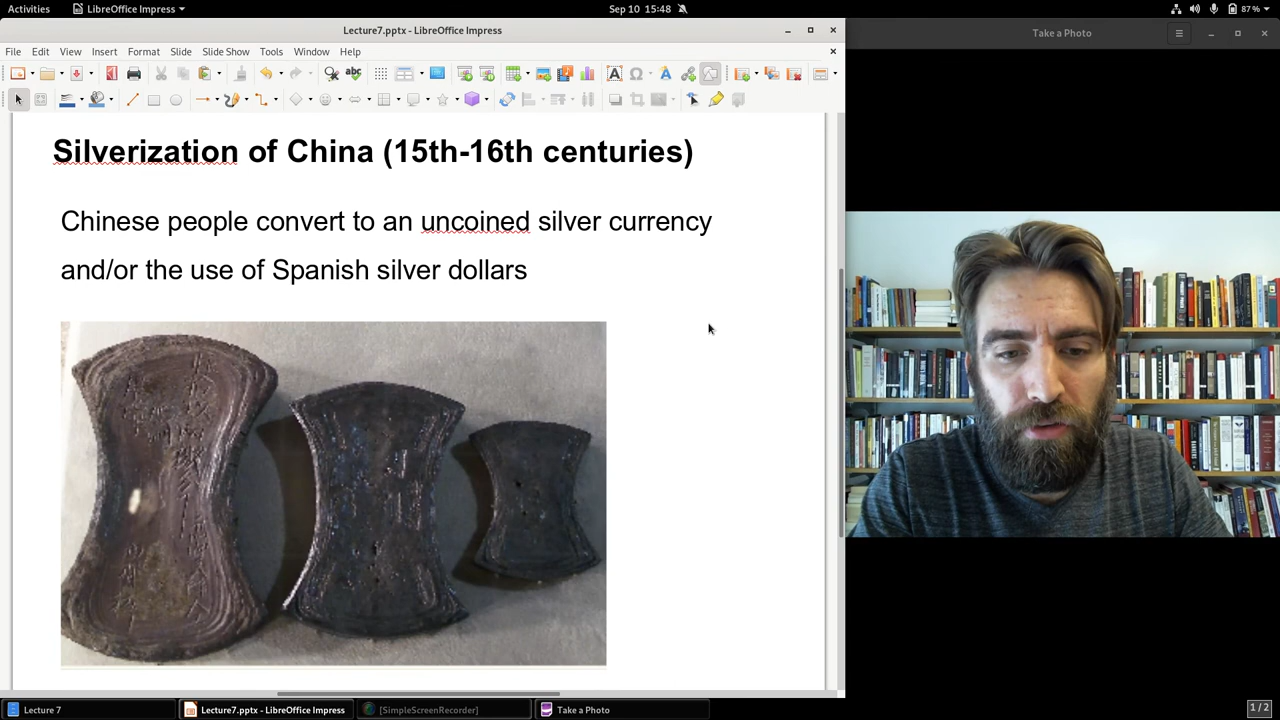 Activities
LibreOffice Impress
Sep 10 15:48
87%
Lecture7.pptx - LibreOffice Impress
Take a Photo
File Edit View Insert Format Slide Slide Show Tools Window Help
Silverization of China (15th-16th centuries)
Chinese people convert to an uncoined silver currency
and/or the use of Spanish silver dollars
Lecture 7
Lecture7.pptx - LibreOffice Impress
[SimpleScreenRecorder]
Take a Photo
1 / 2